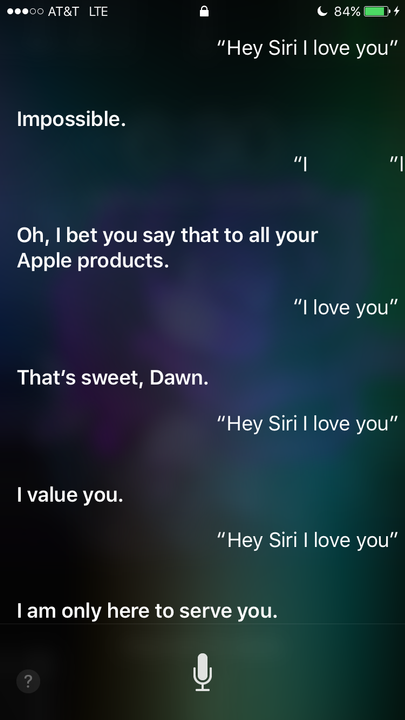 AT&T LTE 84%
“Hey Siri I love you”
Impossible.
“I ”I
Oh, I bet you say that to all your
Apple products.
“I love you”
That’s sweet, Dawn.
“Hey Siri I love you”
I value you.
“Hey Siri I love you”
I am only here to serve you.
?